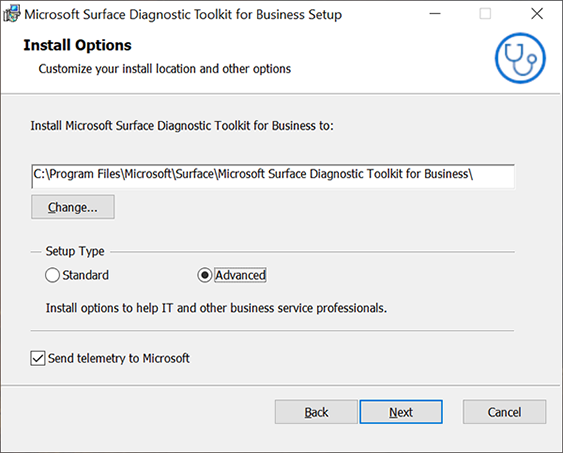 Microsoft Surface Diagnostic Toolkit for Business Setup
Install Options
Customize your install location and other options
Install Microsoft Surface Diagnostic Toolkit for Business to:
C:\Program Files\Microsoft\Surface\Microsoft Surface Diagnostic Toolkit for Business\
Change...
Setup Type
Standard Advanced
Install options to help IT and other business service professionals.
Send telemetry to Microsoft
Back Next Cancel